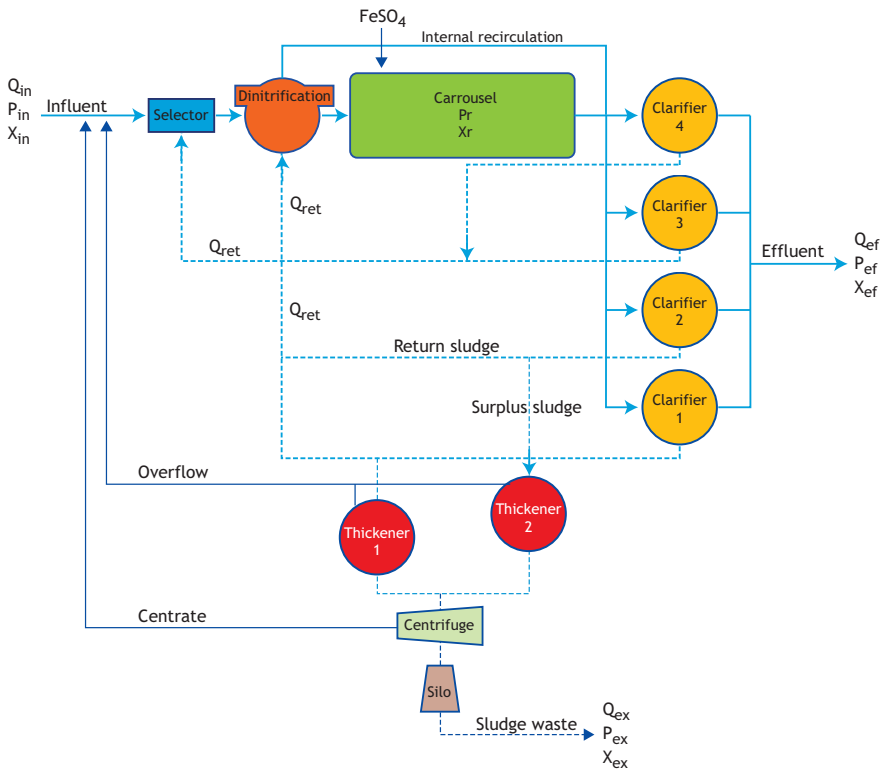 FeSO4
Internal recirculation
Qin
Pin
Xin
Influent
Selector
Dinitrification
Carrousel
Pr
Xr
Clarifier
4
Clarifier
3
Qret
Qret
Effluent
Qef
Pef
Xef
Qret
Clarifier
2
Return sludge
Surplus sludge
Clarifier
1
Overflow
Thickener
1
Thickener
2
Centrate
Centrifuge
Silo
Sludge waste
Qex
Pex
Xex